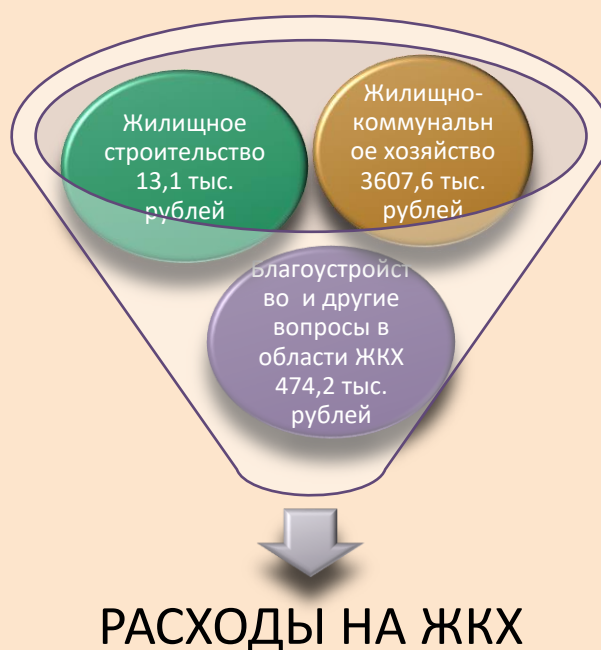 Жилищное
строительство
13,1 тыс.
рублей
Жилищно-
коммунальн
ое хозяйство
3607,6 тыс.
рублей
Благоустройст
во и другие
вопросы в
области ЖКХ
474,2 тыс.
рублей
РАСХОДЫ НА ЖКХ